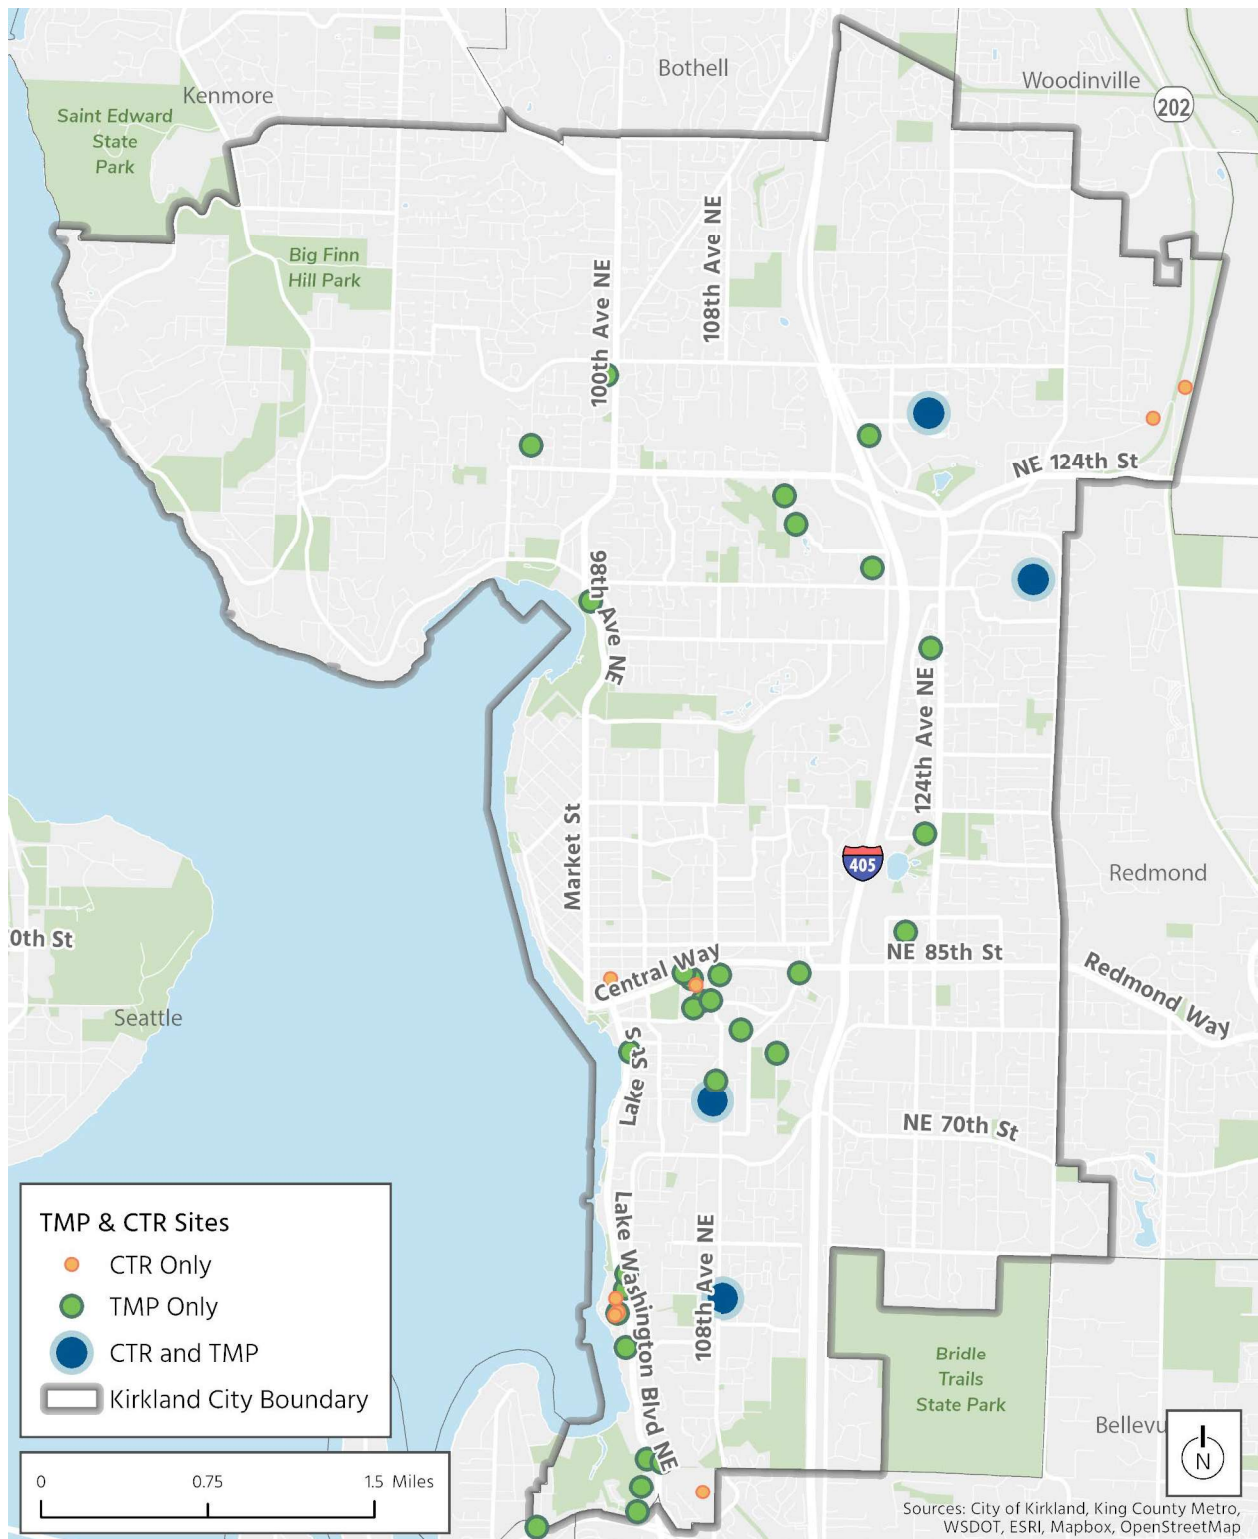 Bothell
Woodinville
202
Kenmore
Saint Edward
State
Park
Big Finn
Hill Park
100th Ave NE
108th Ave NE
NE 124th St
98th Ave NE
124th Ave NE
Market St
405
Redmond
0th St
NE 85th St
Central Way
Redmond Way
Seattle
Lake St S
NE 70th St
Lake Washington Blvd NE
108th Ave NE
Bridle
Trails
State Park
Bellevu
TMP & CTR Sites
CTR Only
TMP Only
CTR and TMP
Kirkland City Boundary
0 0.75 1.5 Miles
N
Sources: City of Kirkland, King County Metro,
WSDOT, ESRI, Mapbox, OpenStreetMap